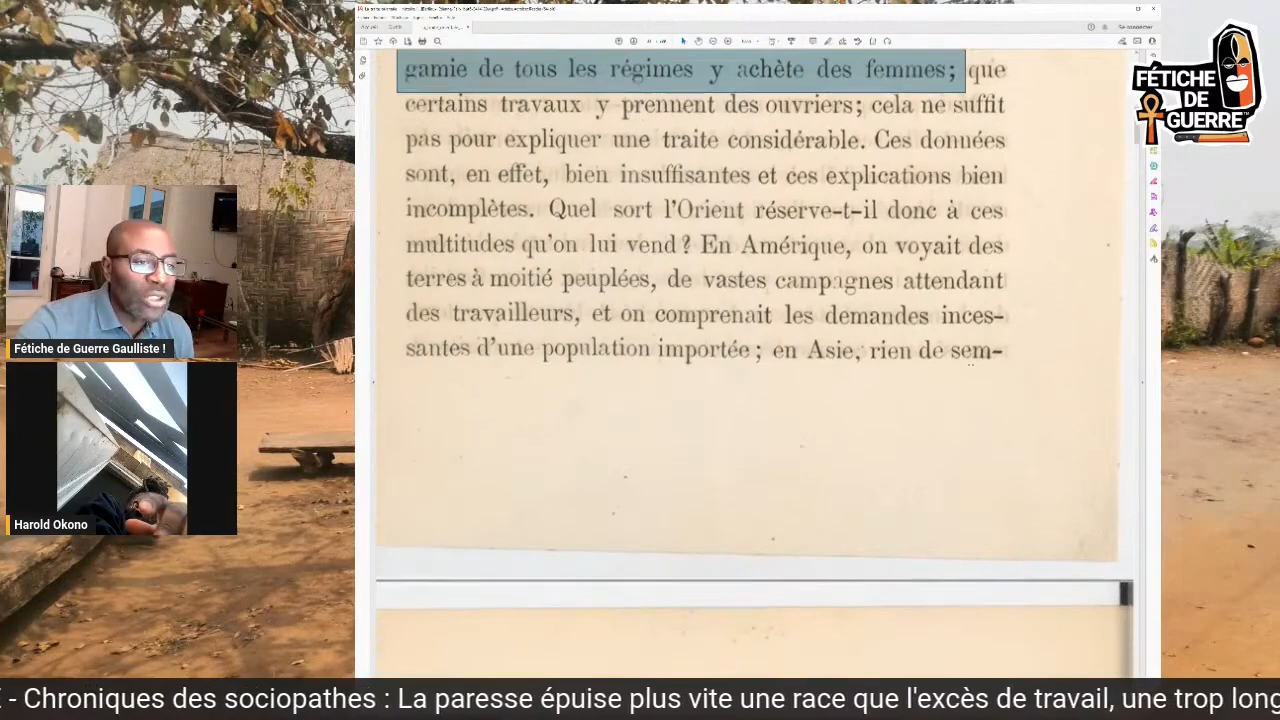 gande de tous les régimes y achète des femmes; que
certains travaux y prennent des ouvriers; cela ne suffit
pas pour expliquer une traite considérable. Ces données
sont, en effet, bien insuffisantes et ces explications bien
incomplètes. Quel sort l'Orient réserve-t-il donc à ces
multitudes qu'on lui vend? En Amérique, on voyait des
terres à moitié peuplées, de vastes campagnes attendant
des travailleurs, et on comprenait les demandes inces-
santes d'une population importée; en Asie, rien de sem-
FÉTICHE
DE
GUERRE
Fétiche de Guerre Gaulliste !
Harold Okono
- Chroniques des sociopathes : La paresse épuise plus vite une race que l'excès de travail, une trop long